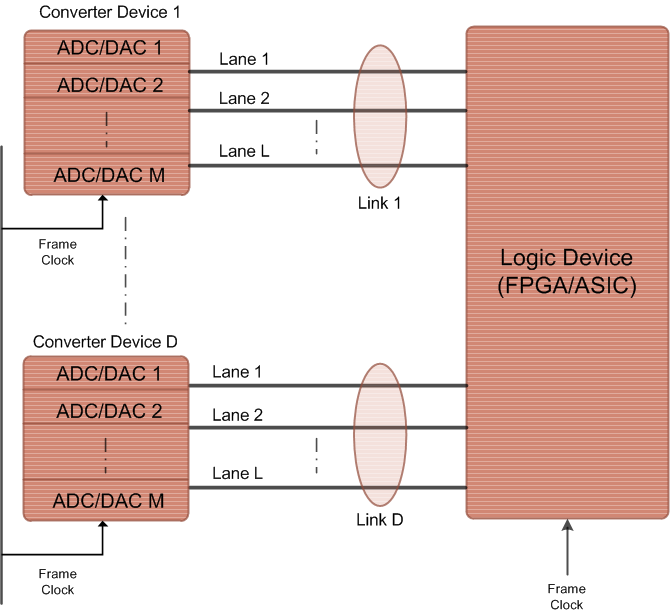 Converter Device 1
ADC/DAC 1
ADC/DAC 2
ADC/DAC M
Lane 1
Lane 2
Lane L
Link 1
Frame
Clock
Logic Device
(FPGA/ASIC)
Converter Device D
ADC/DAC 1
ADC/DAC 2
ADC/DAC M
Lane 1
Lane 2
Lane L
Link D
Frame
Clock
Frame
Clock